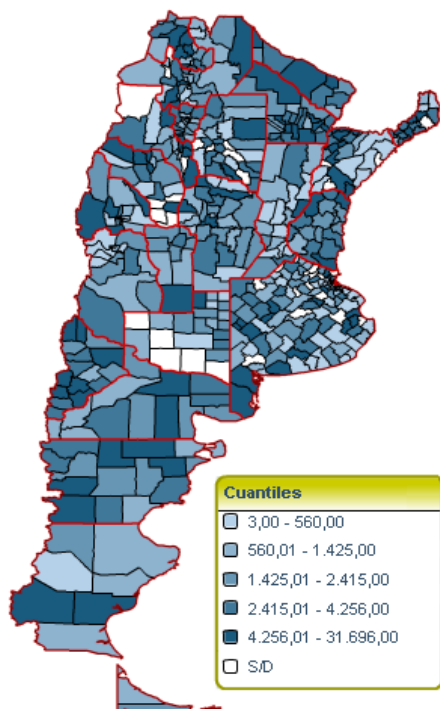 Cuantiles
3,00 - 560,00
560,01 - 1.425,00
1.425,01 - 2.415,00
2.415,01 - 4.256,00
4.256,01 - 31.696,00
S/D